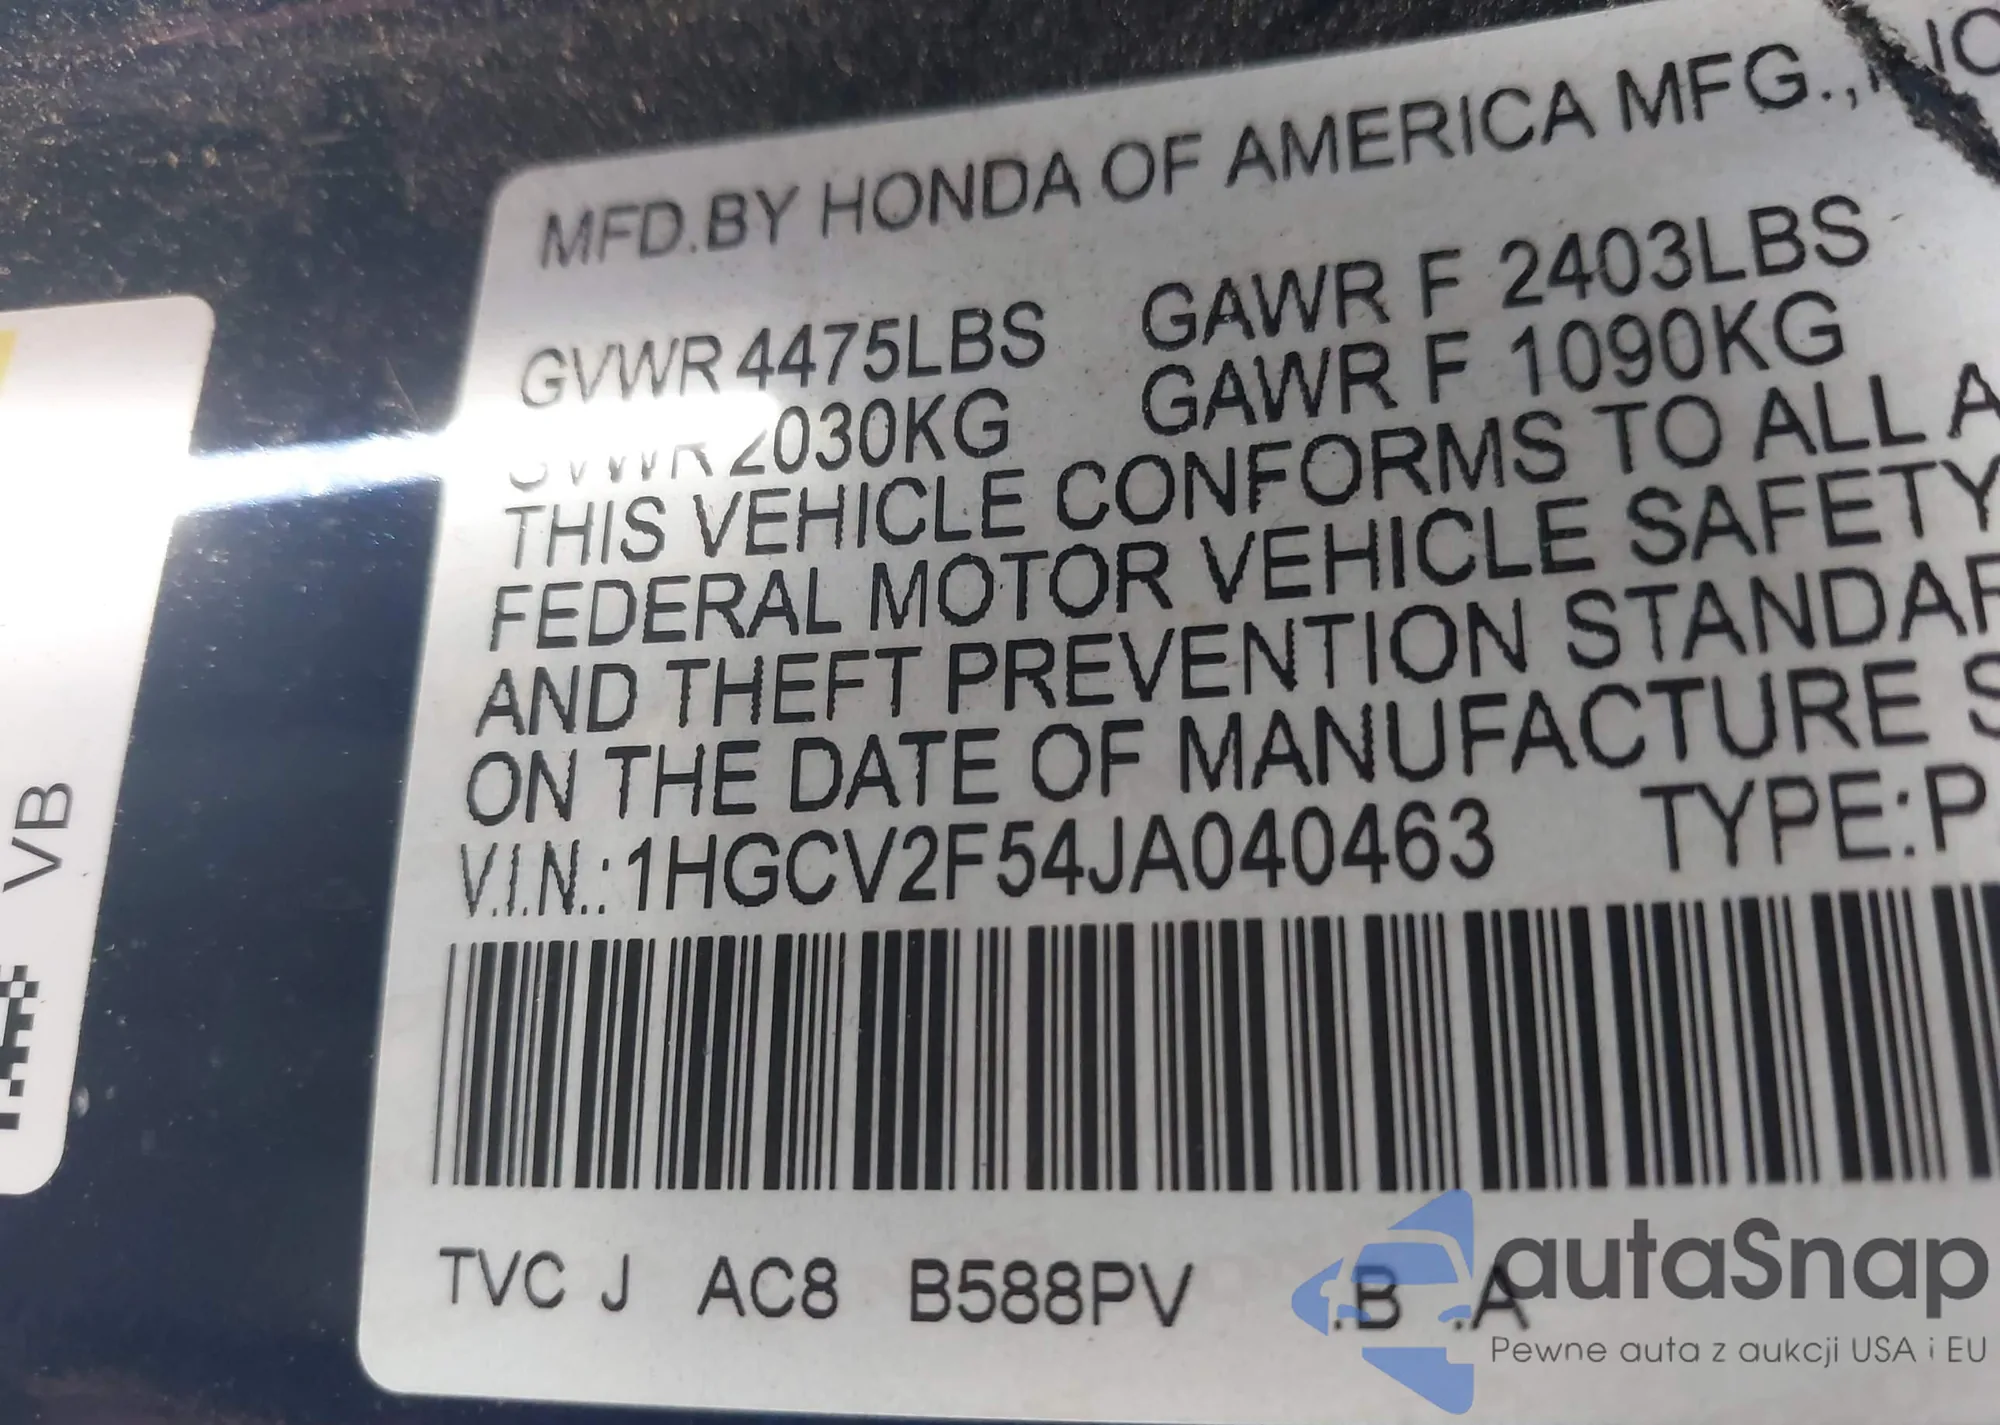 MFD.BY HONDA OF AMERICA MFG.,
GVWR 4475LBS GAWR F 2403LBS
GVWR 2030KG GAWR F 1090KG
THIS VEHICLE CONFORMS TO ALL A
FEDERAL MOTOR VEHICLE SAFETY
AND THEFT PREVENTION STANDAR
ON THE DATE OF MANUFACTURE S
V.I.N.: 1HGCV2F54JA040463 TYPE:P
TVC J AC8 B588PV .B .A
VB
autaSnap
Pewne auta z aukcji USA i EU